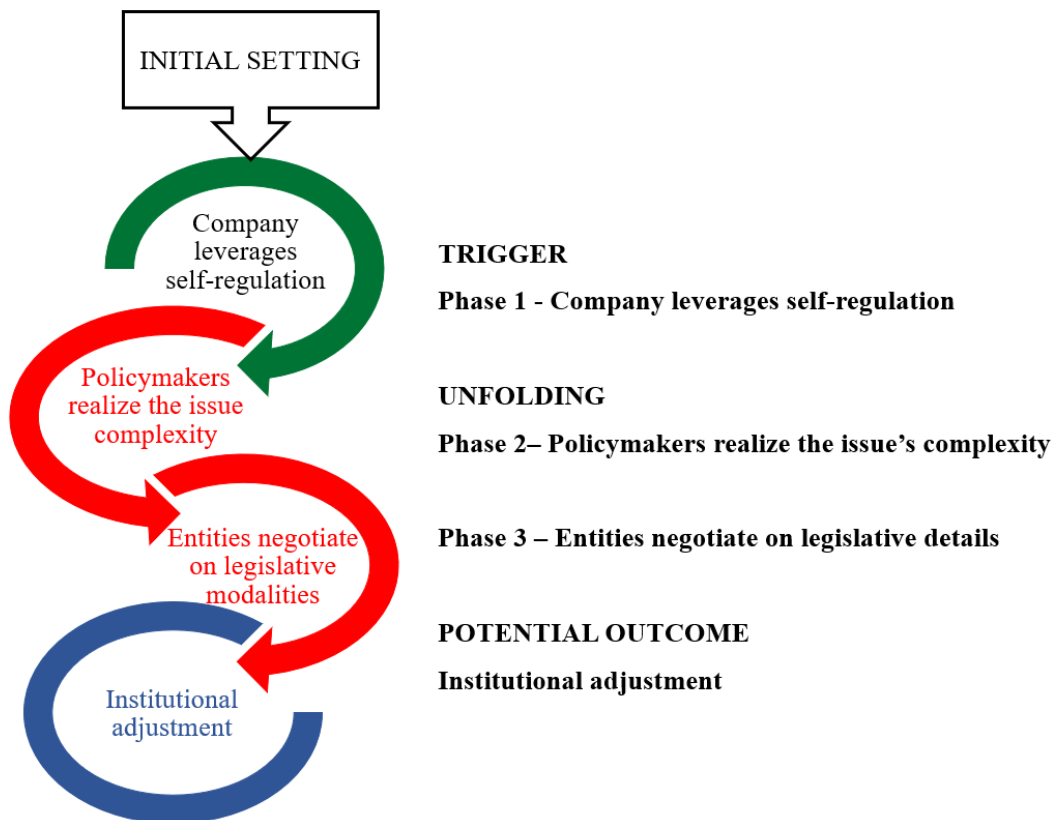 INITIAL SETTING
Company
leverages
self-regulation
TRIGGER
Phase 1 - Company leverages self-regulation
Policymakers
realize the issue
complexity
UNFOLDING
Phase 2– Policymakers realize the issue’s complexity
Entities negotiate
on legislative
modalities
Phase 3 – Entities negotiate on legislative details
POTENTIAL OUTCOME
Institutional adjustment
Institutional
adjustment